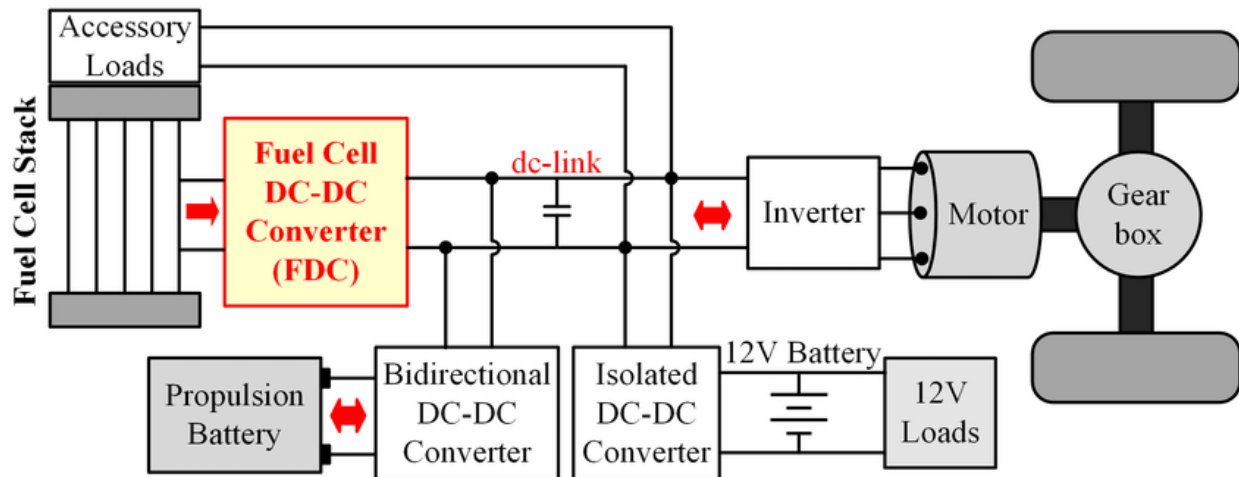 Accessory
Loads
Fuel Cell Stack
Fuel Cell
DC-DC
Converter
(FDC)
dc-link
Inverter
Motor
Gear
box
Propulsion
Battery
Bidirectional
DC-DC
Converter
Isolated
DC-DC
Converter
12V Battery
12V
Loads